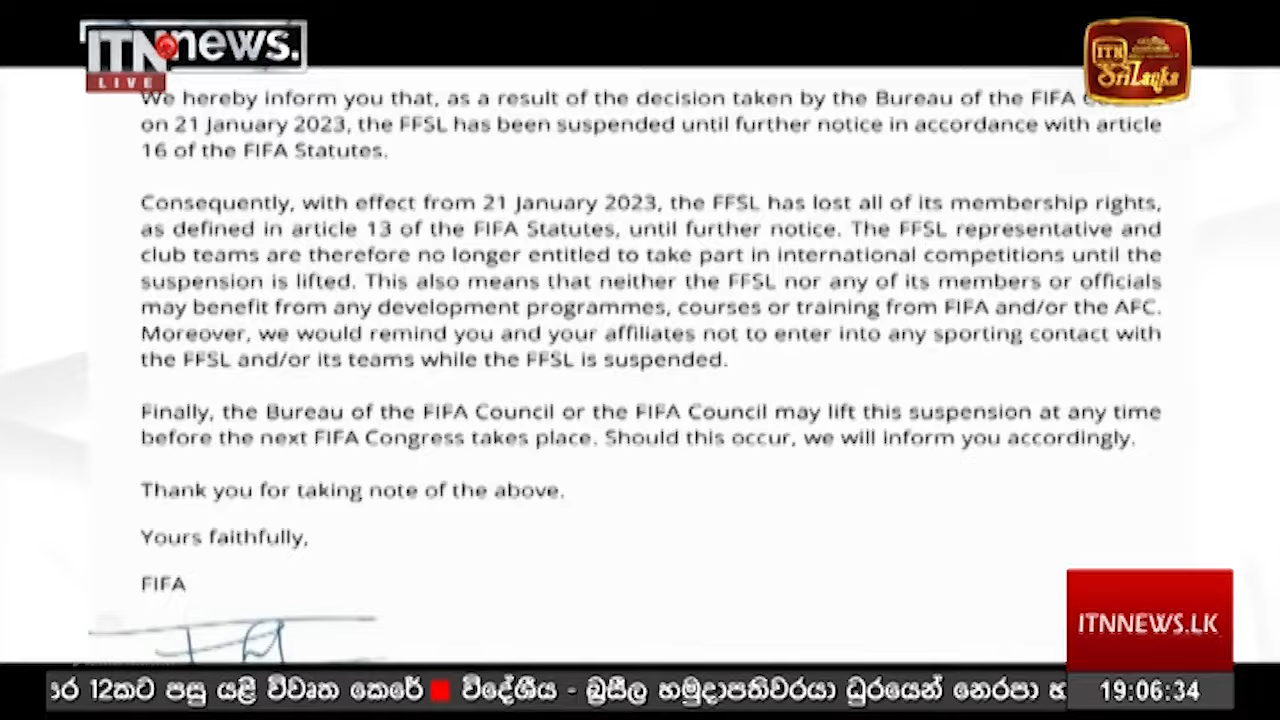 ITN news.
LIVE
ITN
Sri Lanka
We hereby inform you that, as a result of the decision taken by the Bureau of the FIFA
on 21 January 2023, the FFSL has been suspended until further notice in accordance with article
16 of the FIFA Statutes.
Consequently, with effect from 21 January 2023, the FFSL has lost all of its membership rights,
as defined in article 13 of the FIFA Statutes, until further notice. The FFSL representative and
club teams are therefore no longer entitled to take part in international competitions until the
suspension is lifted. This also means that neither the FFSL nor any of its members or officials
may benefit from any development programmes, courses or training from FIFA and/or the AFC.
Moreover, we would remind you and your affiliates not to enter into any sporting contact with
the FFSL and/or its teams while the FFSL is suspended.
Finally, the Bureau of the FIFA Council or the FIFA Council may lift this suspension at any time
before the next FIFA Congress takes place. Should this occur, we will inform you accordingly.
Thank you for taking note of the above.
Yours faithfully,
FIFA
ITNNEWS.LK
12කට පසු යළි විවෘත කෙරේ ■ විදේශීය - බ්‍රසීල හමුදාපතිවරයා ධුරයෙන් නෙරපා
19:06:34